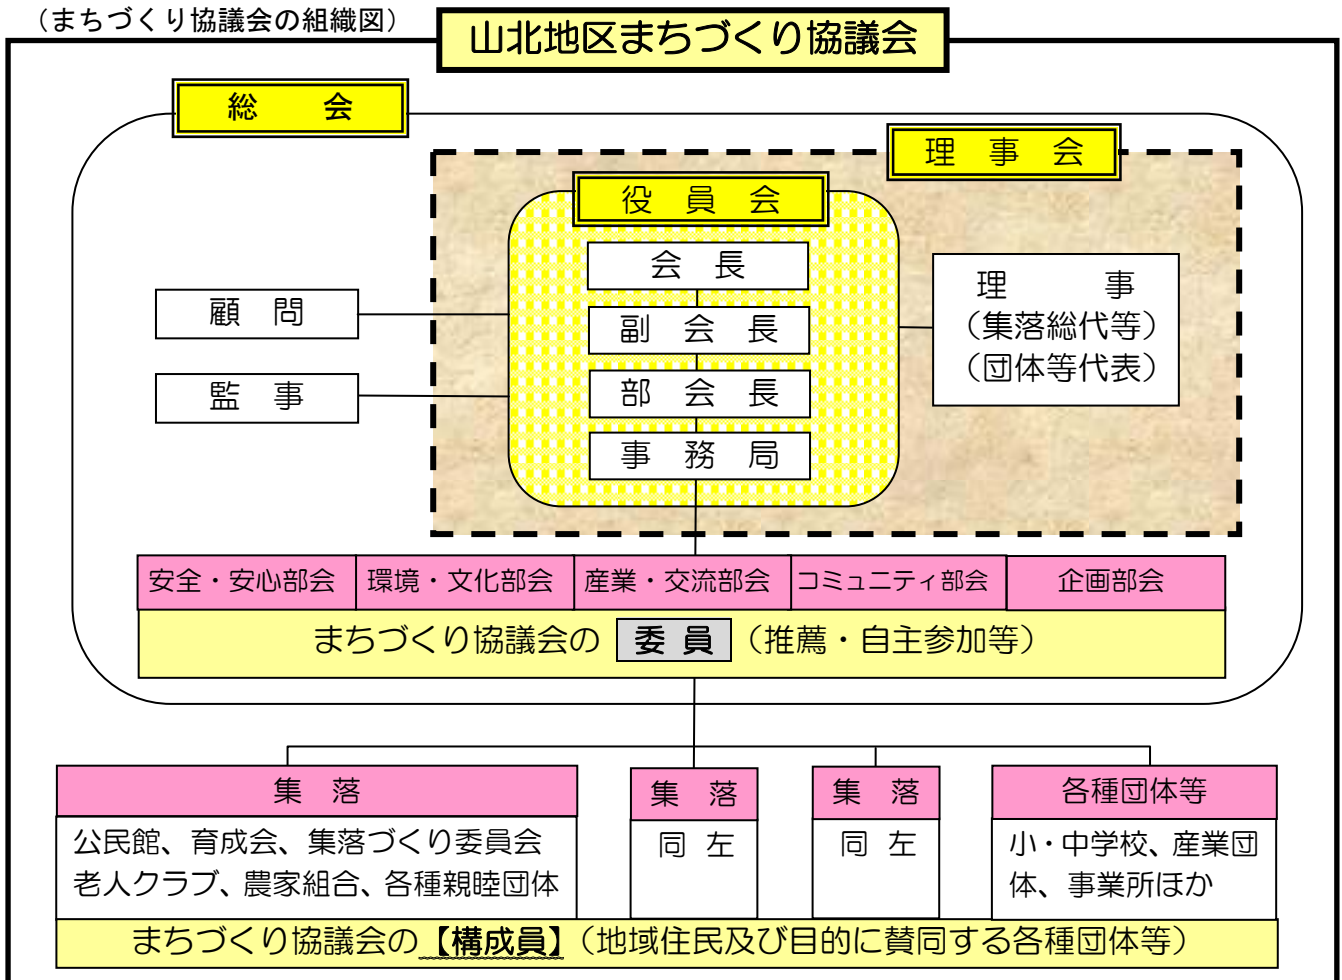 （まちづくり協議会の組織図）
山北地区まちづくり協議会
総　会
理 事 会
役 員 会
会 長
副 会 長
部 会 長
事 務 局
顧 問
監 事
理　事
（集落総代等）
（団体等代表）
安全・安心部会
環境・文化部会
産業・交流部会
コミュニティ部会
企画部会
まちづくり協議会の 委 員 （推薦・自主参加等）
集 落
公民館、育成会、集落づくり委員会
老人クラブ、農家組合、各種親睦団体
集 落
同 左
集 落
同 左
各種団体等
小・中学校、産業団
体、事業所ほか
まちづくり協議会の【構成員】（地域住民及び目的に賛同する各種団体等）